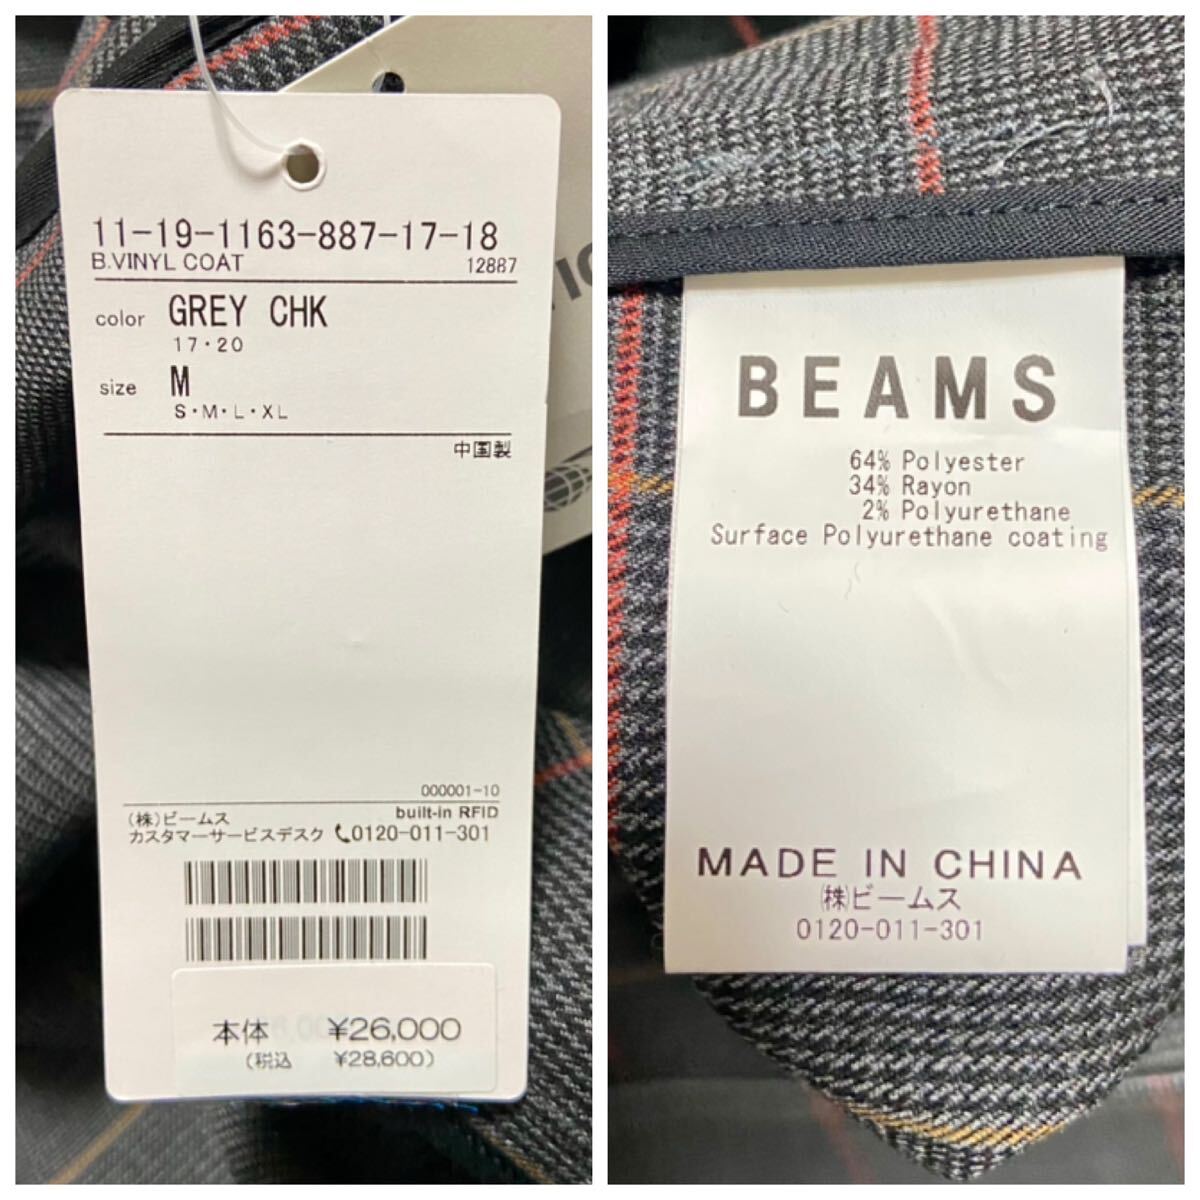 11-19-1163-887-17-18
B.VINYL COAT 12887
color GREY CHK
17・20
size M
S・M・L・XL
中国製
000001-10
(株)ビームス built-in RFID
カスタマーサービスデスク 0120-011-301
本体 ¥26,000
(税込 ¥28,600)
BEAMS
64% Polyester
34% Rayon
2% Polyurethane
Surface Polyurethane coating
MADE IN CHINA
㈱ビームス
0120-011-301